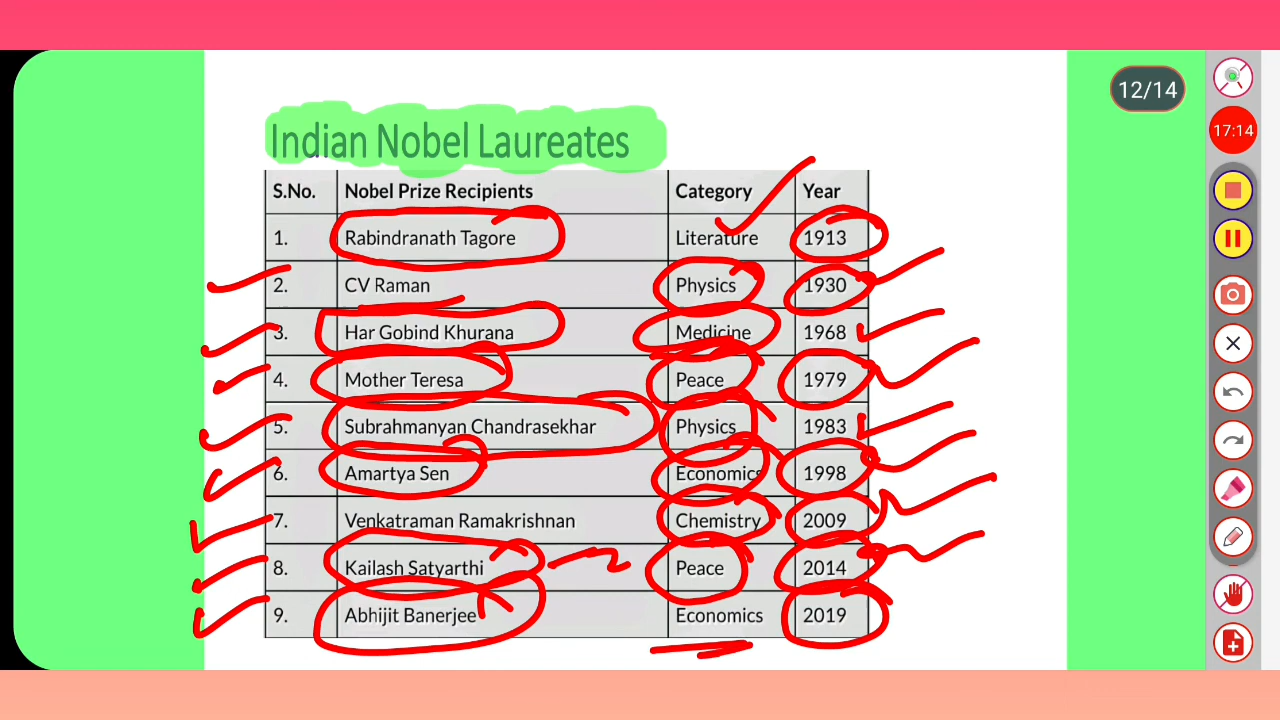 12/14
17:14
Indian Nobel Laureates
S.No. Nobel Prize Recipients Category Year
1. Rabindranath Tagore Literature 1913
2. CV Raman Physics 1930
3. Har Gobind Khurana Medicine 1968
4. Mother Teresa Peace 1979
5. Subrahmanyan Chandrasekhar Physics 1983
6. Amartya Sen Economics 1998
7. Venkatraman Ramakrishnan Chemistry 2009
8. Kailash Satyarthi Peace 2014
9. Abhijit Banerjee Economics 2019